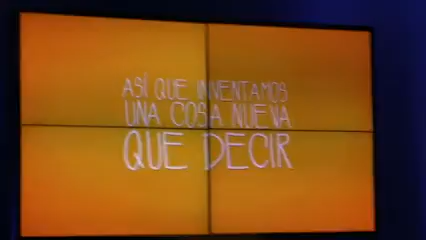 ASÍ QUE INVENTAMOS
UNA COSA NUEVA
QUE DECIR